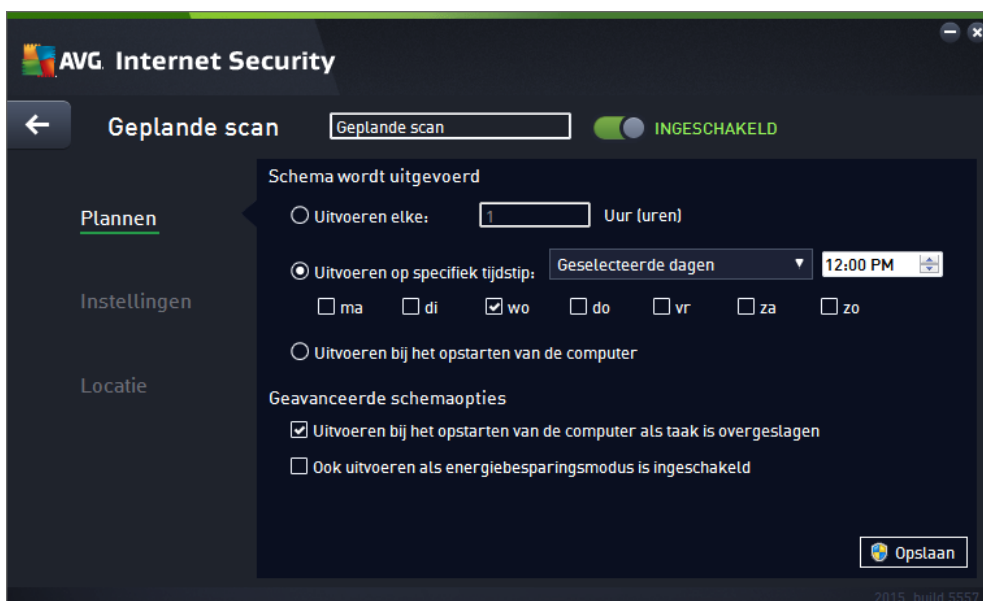 AVG. Internet Security
Geplande scan Geplande scan INGESCHAKELD
Schema wordt uitgevoerd
Plannen
Uitvoeren elke: 1 Uur (uren)
Uitvoeren op specifiek tijdstip: Geselecteerde dagen 12:00 PM
Instellingen
ma di wo do vr za zo
Uitvoeren bij het opstarten van de computer
Locatie
Geavanceerde schemaopties
Uitvoeren bij het opstarten van de computer als taak is overgeslagen
Ook uitvoeren als energiebesparingsmodus is ingeschakeld
Opslaan
2015, build 5557